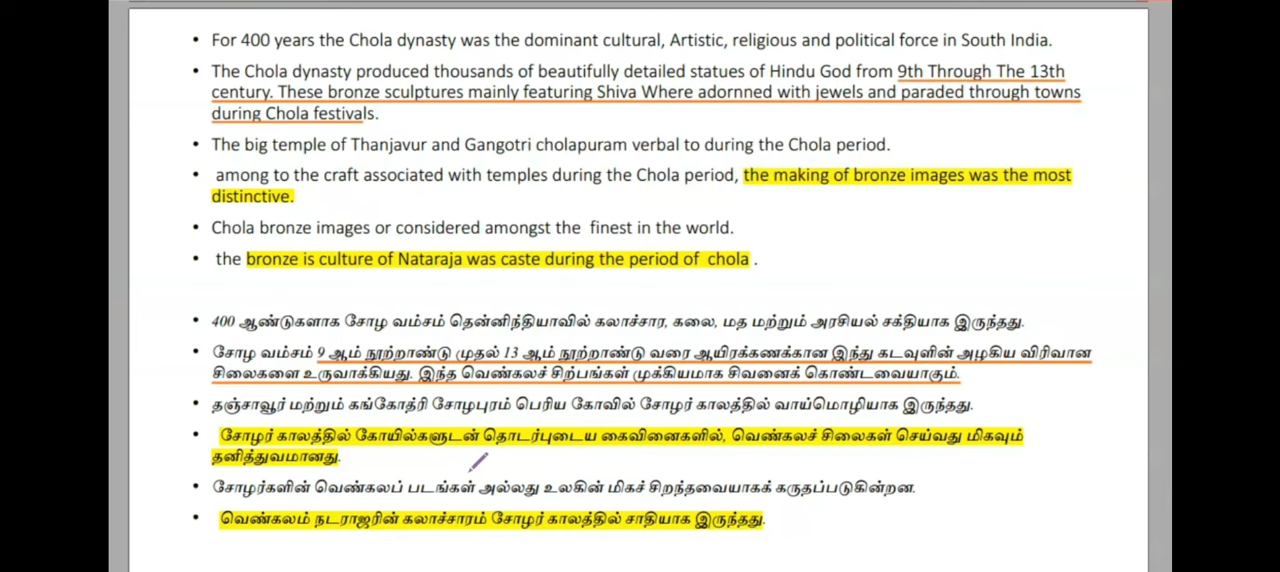 • For 400 years the Chola dynasty was the dominant cultural, Artistic, religious and political force in South India.
• The Chola dynasty produced thousands of beautifully detailed statues of Hindu God from 9th Through The 13th
century. These bronze sculptures mainly featuring Shiva Where adornned with jewels and paraded through towns
during Chola festivals.
• The big temple of Thanjavur and Gangotri cholapuram verbal to during the Chola period.
• among to the craft associated with temples during the Chola period, the making of bronze images was the most
distinctive.
• Chola bronze images or considered amongst the finest in the world.
• the bronze is culture of Nataraja was caste during the period of chola .
• 400 ஆண்டுகளாக சோழ வம்சம் தென்னிந்தியாவில் கலாச்சார, கலை, மத மற்றும் அரசியல் சக்தியாக இருந்தது.
• சோழ வம்சம் 9 ஆம் நூற்றாண்டு முதல் 13 ஆம் நூற்றாண்டு வரை ஆயிரக்கணக்கான இந்து கடவுளின் அழகிய விரிவான
சிலைகளை உருவாக்கியது. இந்த வெண்கலச் சிற்பங்கள் முக்கியமாக சிவனைக் கொண்டவையாகும்.
• தஞ்சாவூர் மற்றும் கங்கோத்ரி சோழபுரம் பெரிய கோவில் சோழர் காலத்தில் வாய்மொழியாக இருந்தது.
• சோழர் காலத்தில் கோயில்களுடன் தொடர்புடைய கைவினைகளில், வெண்கலச் சிலைகள் செய்வது மிகவும்
தனித்துவமானது.
• சோழர்களின் வெண்கலப் படங்கள் அல்லது உலகின் மிகச் சிறந்தவையாகக் கருதப்படுகின்றன.
• வெண்கலம் நடராஜரின் கலாச்சாரம் சோழர் காலத்தில் சாதியாக இருந்தது.